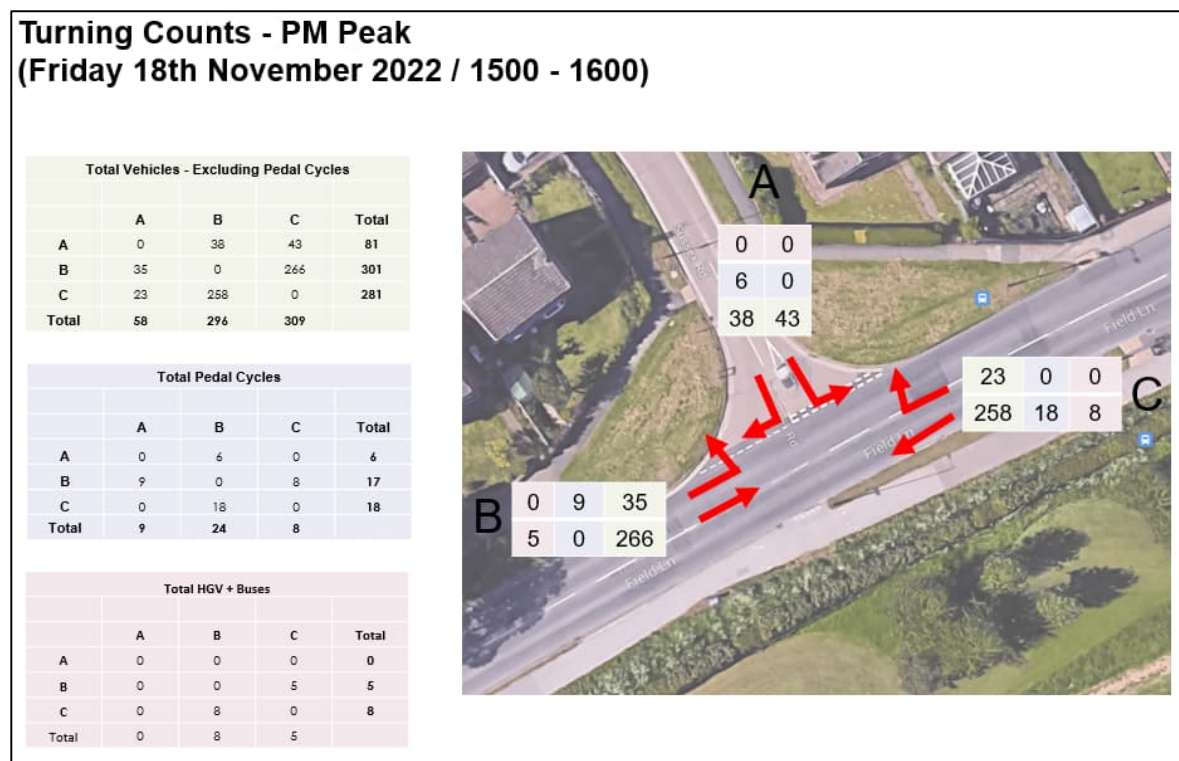 Turning Counts - PM Peak
(Friday 18th November 2022 / 1500 - 1600)
Total Vehicles - Excluding Pedal Cycles
A B C Total
A 0 38 43 81
B 35 0 266 301
C 23 258 0 281
Total 58 296 309
Total Pedal Cycles
A B C Total
A 0 6 0 6
B 9 0 8 17
C 0 18 0 18
Total 9 24 8
Total HGV + Buses
A B C Total
A 0 0 0 0
B 0 0 5 5
C 0 8 0 8
Total 0 8 5
A
0 0
6 0
38 43
Field Ln
23 0 0
258 18 8
C
Rd
Field Ln
B
0 9 35
5 0 266
Field Ln